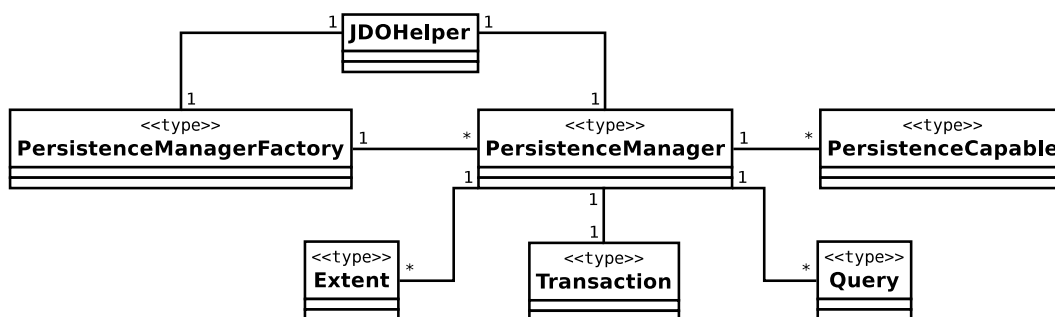 1 JDOHelper 1
1 1
<<type>> <<type>> <<type>>
PersistenceManagerFactory 1 * PersistenceManager 1 * PersistenceCapable
1 1 1
1
<<type>> <<type>> <<type>>
Extent * Transaction * Query